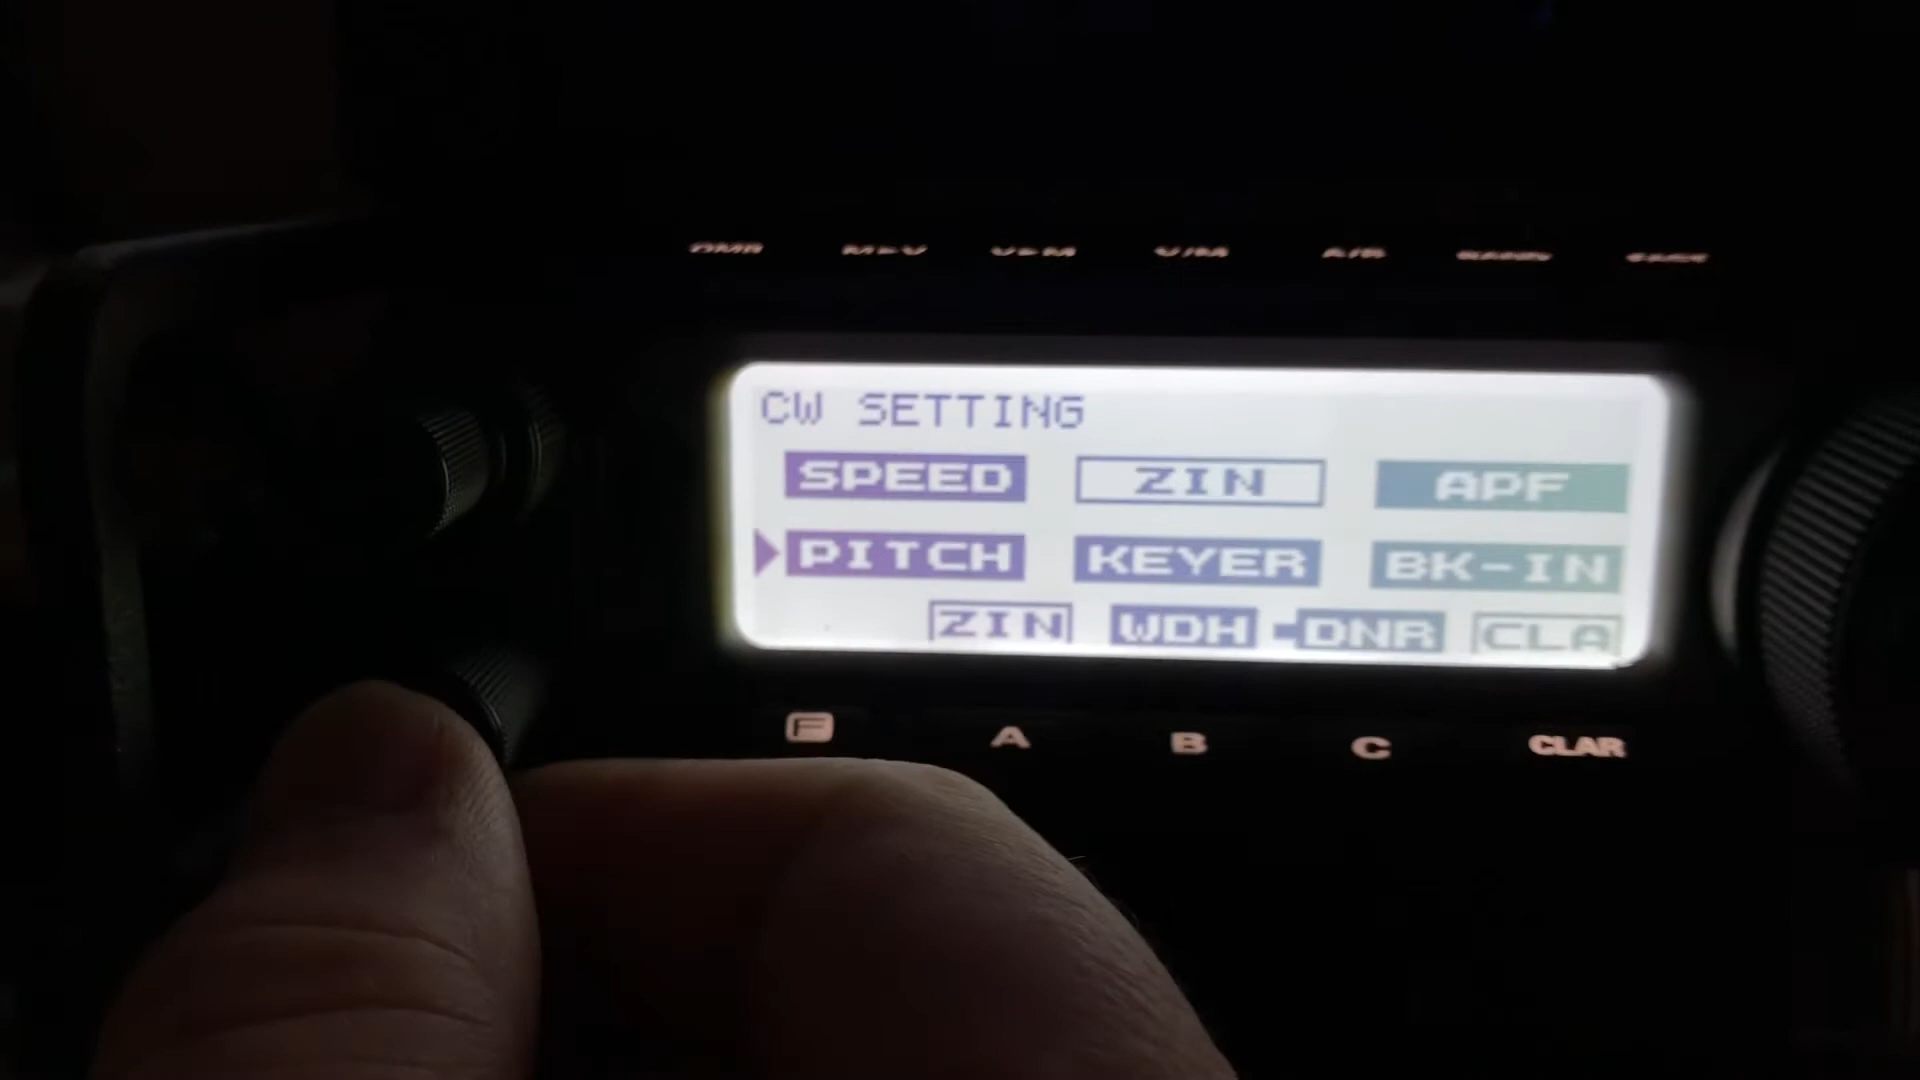 V/M
CW SETTING
SPEED ZIN APF
PITCH KEYER BK-IN
ZIN WDH DNR CLA
F A B C CLAR